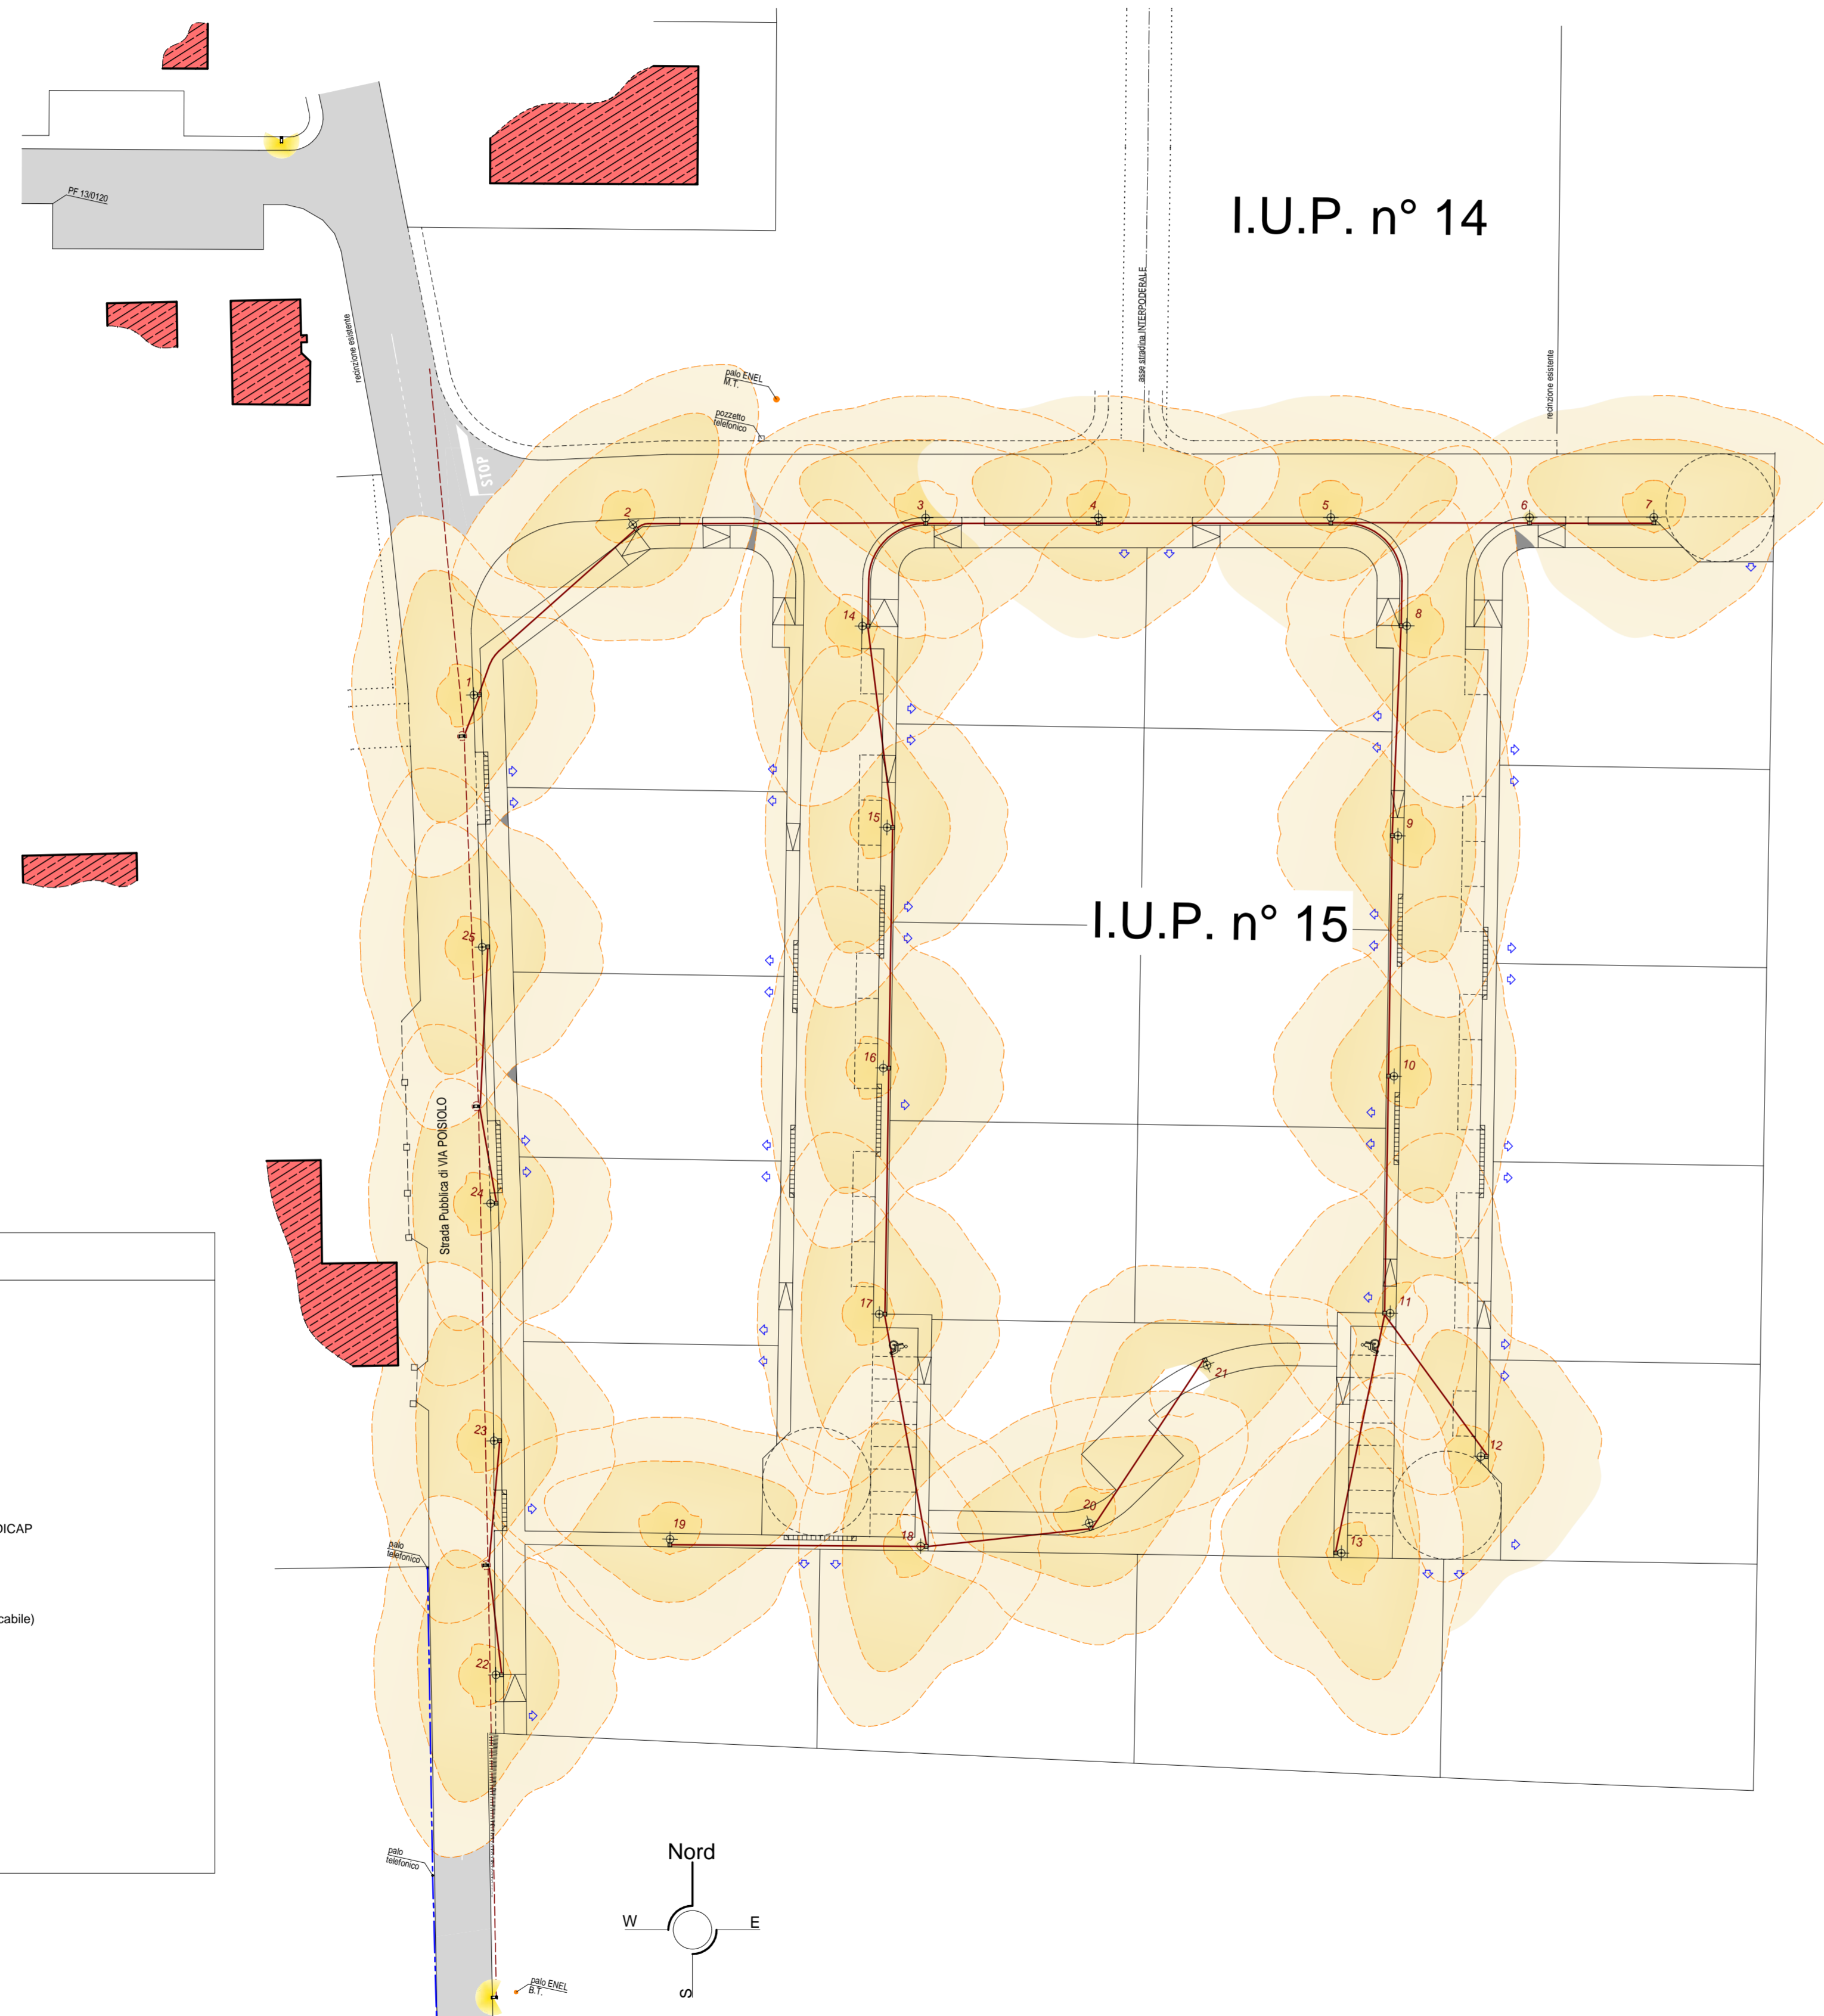 PF 13/0120
I.U.P. n° 14
recinzione esistente
asse stradina INTERPODERALE
recinzione esistente
palo ENEL
M.T.
pozzetto
telefonico
STOP
2
3
4
5
6
7
14
8
1
15
9
I.U.P. n° 15
25
16
10
Strada Pubblica di VIA POISIOLO
24
17
11
21
23
12
20
19
18
13
DICAP
palo
telefonico
cabile)
22
palo
telefonico
Nord
W
E
S
palo ENEL
B.T.